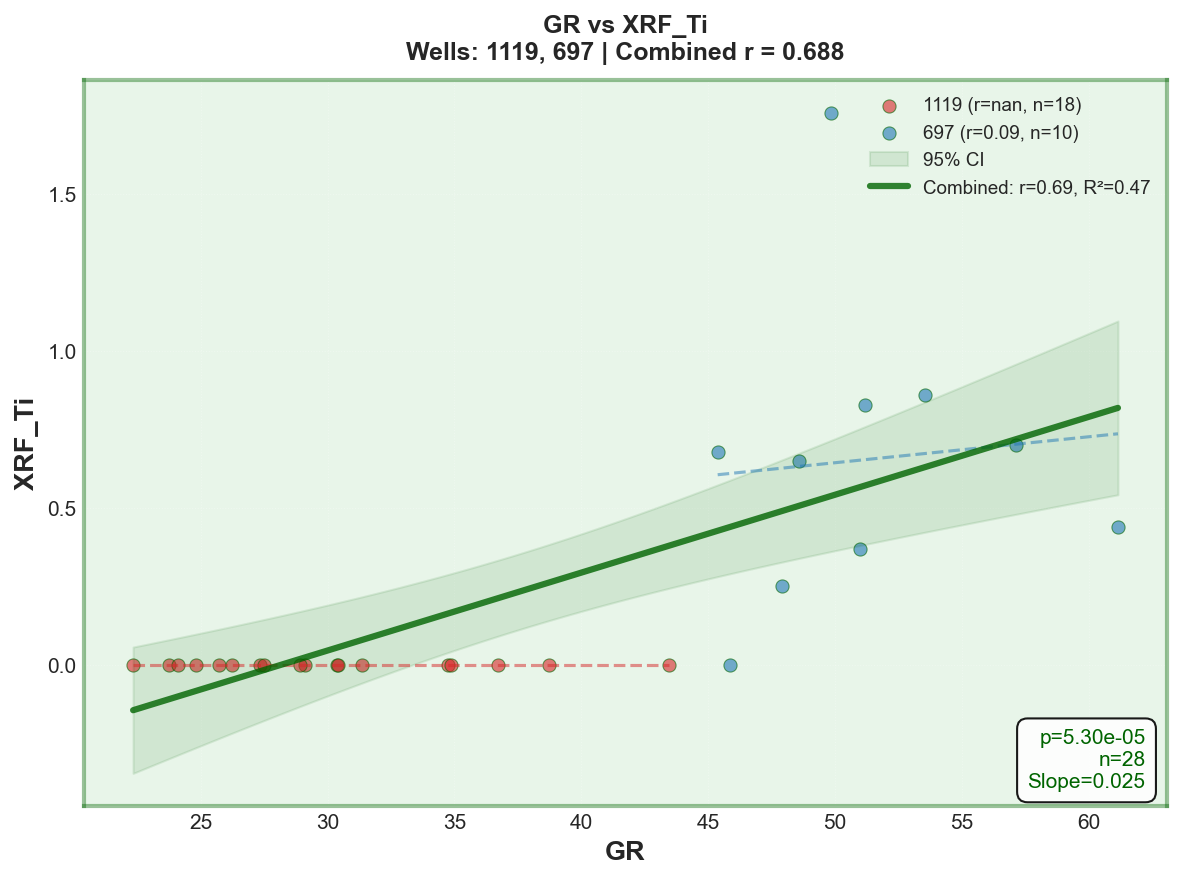 GR vs XRF_Ti
Wells: 1119, 697 | Combined r = 0.688
1119 (r=nan, n=18)
697 (r=0.09, n=10)
95% CI
Combined: r=0.69, R²=0.47
XRF_Ti
1.5
1.0
0.5
0.0
p=5.30e-05
n=28
Slope=0.025
25 30 35 40 45 50 55 60
GR